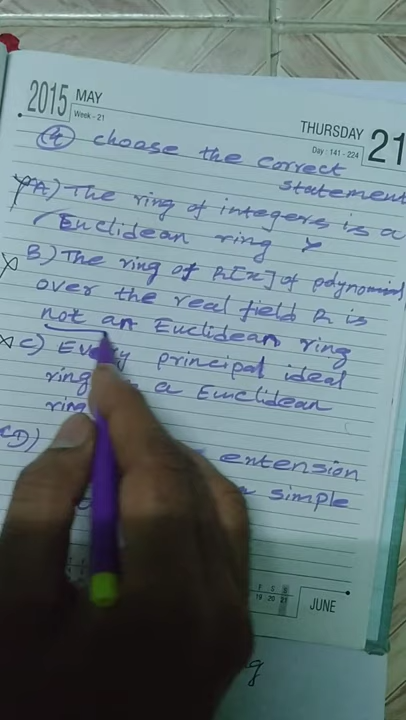 2015 MAY
Week - 21
THURSDAY 21
Day : 141 - 224
4 choose the correct
statement
A) The ring of integers is a
Euclidean ring
B) The ring of R[x] of polynomial
over the real field R is
not an Euclidean ring
C) Every principal ideal
ring a Euclidean
ring
D) extension
simple
JUNE